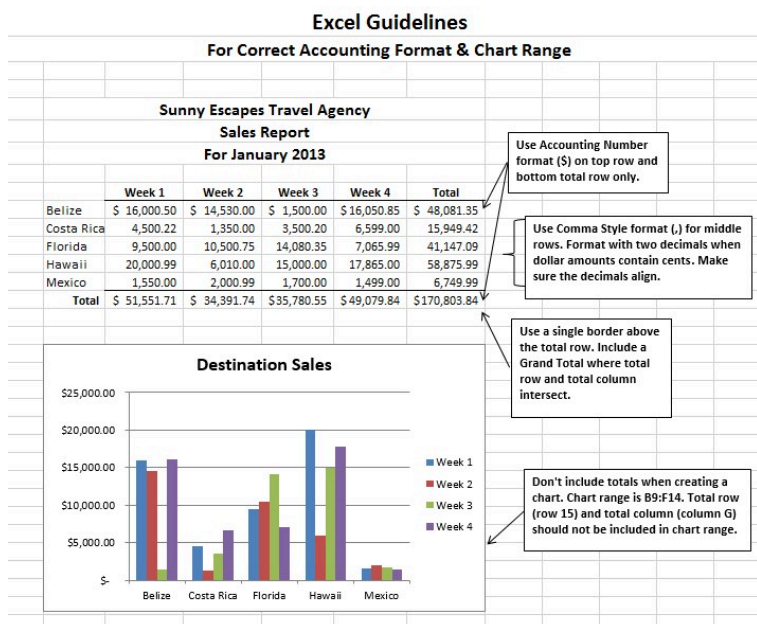 Excel Guidelines
For Correct Accounting Format & Chart Range
Sunny Escapes Travel Agency
Sales Report
For January 2013
Week 1 Week 2 Week 3 Week 4 Total
Belize $ 16,000.50 $ 14,530.00 $ 1,500.00 $ 16,050.85 $ 48,081.35
Costa Rica 4,500.22 1,350.00 3,500.20 6,599.00 15,949.42
Florida 9,500.00 10,500.75 14,080.35 7,065.99 41,147.09
Hawaii 20,000.99 6,010.00 15,000.00 17,865.00 58,875.99
Mexico 1,550.00 2,000.99 1,700.00 1,499.00 6,749.99
Total $ 51,551.71 $ 34,391.74 $35,780.55 $ 49,079.84 $170,803.84
Use Accounting Number
format ($) on top row and
bottom total row only.
Use Comma Style format (,) for middle
rows. Format with two decimals when
dollar amounts contain cents. Make
sure the decimals align.
Use a single border above
the total row. Include a
Grand Total where total
row and total column
intersect.
Destination Sales
$25,000.00
$20,000.00
$15,000.00
$10,000.00
$5,000.00
$-
Belize Costa Rica Florida Hawaii Mexico
Week 1
Week 2
Week 3
Week 4
Don't include totals when creating a
chart. Chart range is B9:F14. Total row
(row 15) and total column (column G)
should not be included in chart range.